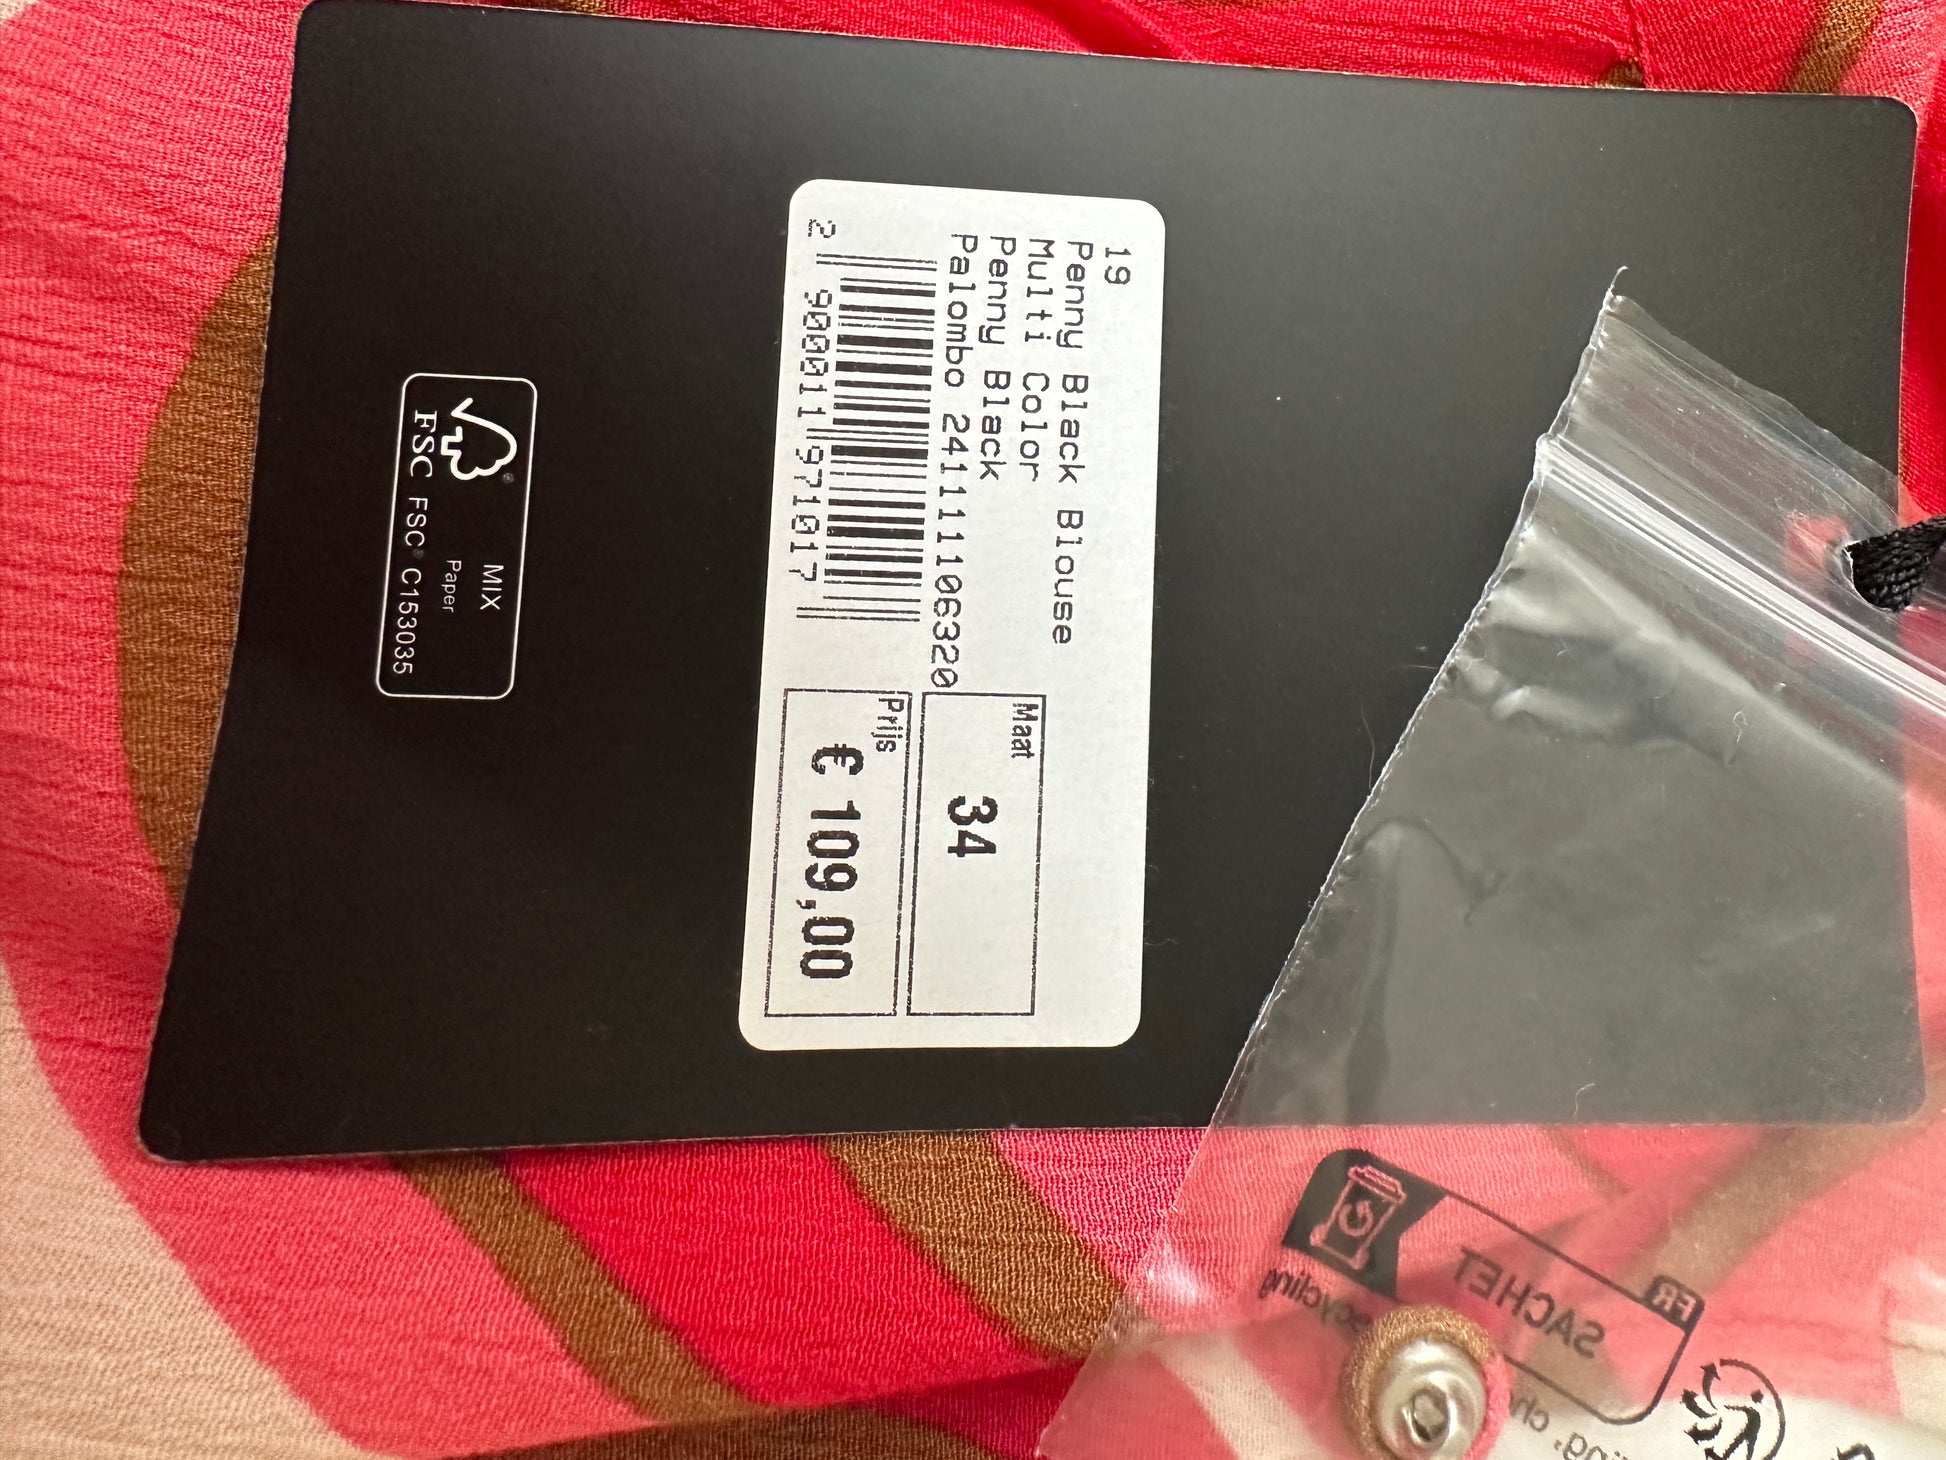 19
Penny Black Blouse
Multi Color
Penny Black
Palombo 2411111106320
2 900011 971017
Maat
34
Prijs
€ 109,00
MIX
Paper
FSC
FSC® C153035
FR
SACHET